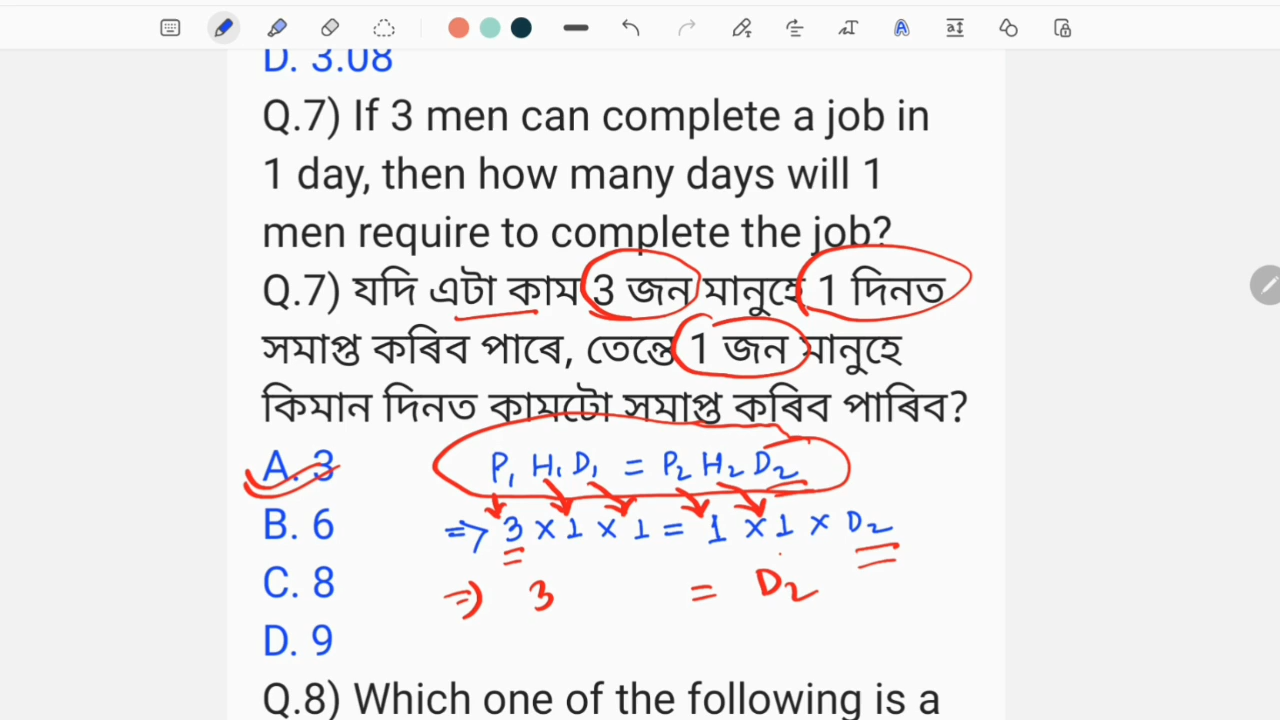 D. 3.08
Q.7) If 3 men can complete a job in
1 day, then how many days will 1
men require to complete the job?
Q.7) যদি এটা কাম 3 জন মানুহে 1 দিনত
সমাপ্ত কৰিব পাৰে, তেন্তে 1 জন মানুহে
কিমান দিনত কামটো সমাপ্ত কৰিব পাৰিব?
A. 3
P₁ H₁ D₁ = P₂ H₂ D₂
B. 6
=> 3 × 1 × 1 = 1 × 1 × D₂
C. 8
=> 3 = D₂
D. 9
Q.8) Which one of the following is a